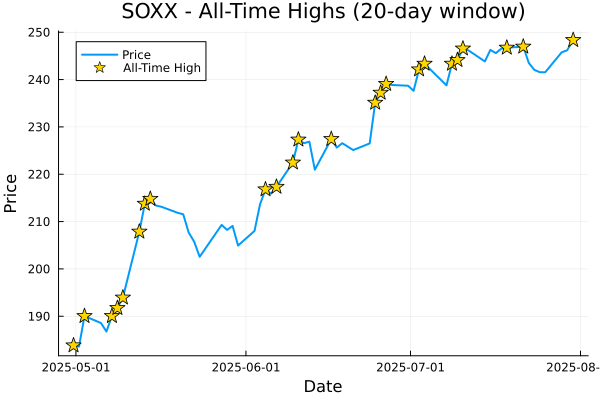 SOXX - All-Time Highs (20-day window)
Price
All-Time High
250
240
230
220
210
200
190
Price
2025-05-01
2025-06-01
2025-07-01
2025-08-
Date